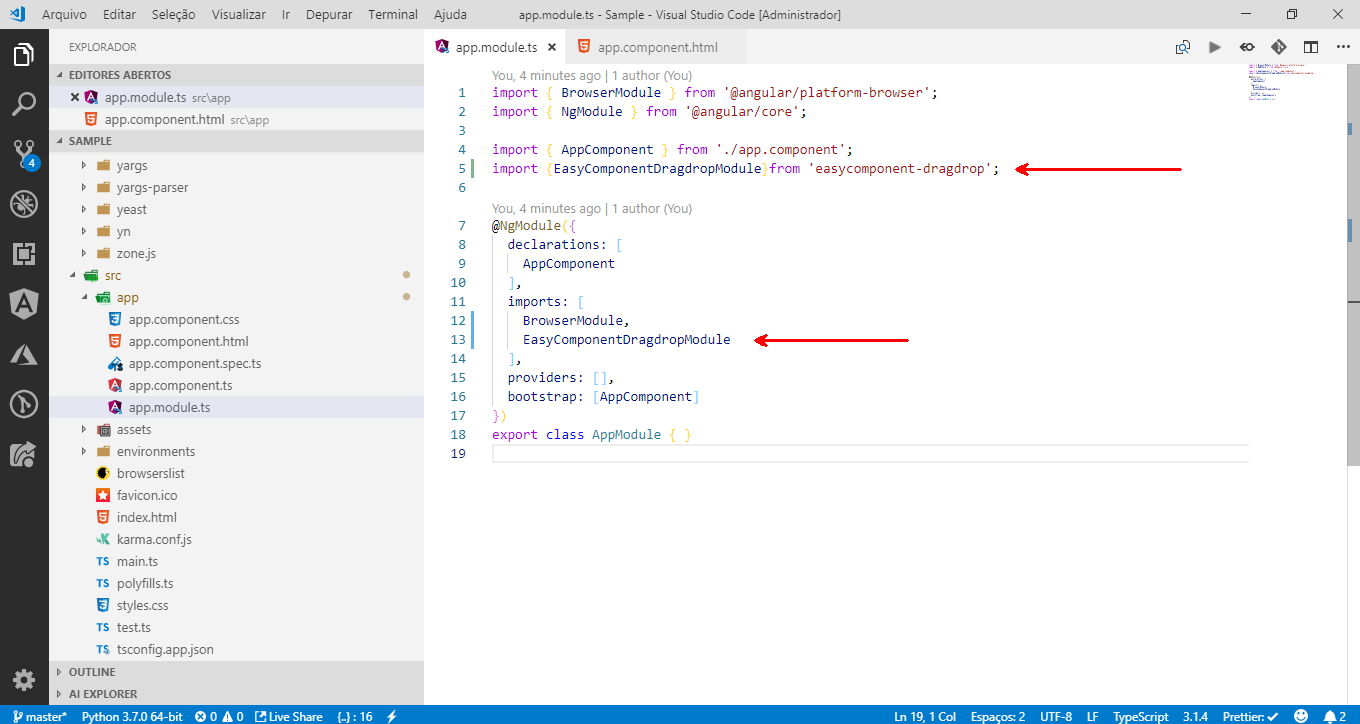 Arquivo Editar Seleção Visualizar Ir Depurar Terminal Ajuda app.module.ts - Sample - Visual Studio Code [Administrador]
EXPLORADOR
EDITORES ABERTOS
app.module.ts src\app
app.component.html src\app
SAMPLE
yargs
yargs-parser
yeast
yn
zone.js
src
app
app.component.css
app.component.html
app.component.spec.ts
app.component.ts
app.module.ts
assets
environments
browserslist
favicon.ico
index.html
karma.conf.js
TS main.ts
TS polyfills.ts
styles.css
TS test.ts
TS tsconfig.app.json
OUTLINE
AI EXPLORER
4
app.module.ts app.component.html
You, 4 minutes ago | 1 author (You)
1 import { BrowserModule } from '@angular/platform-browser';
2 import { NgModule } from '@angular/core';
3
4 import { AppComponent } from './app.component';
5 import {EasyComponentDragdropModule}from 'easycomponent-dragdrop';
6
You, 4 minutes ago | 1 author (You)
7 @NgModule({
8 declarations: [
9 AppComponent
10 ],
11 imports: [
12 BrowserModule,
13 EasyComponentDragdropModule
14 ],
15 providers: [],
16 bootstrap: [AppComponent]
17 })
18 export class AppModule { }
19
master* Python 3.7.0 64-bit 0 0 Live Share {..} : 16 Ln 19, 1 Col Espaços: 2 UTF-8 LF TypeScript 3.1.4 Prettier: ✓ 2